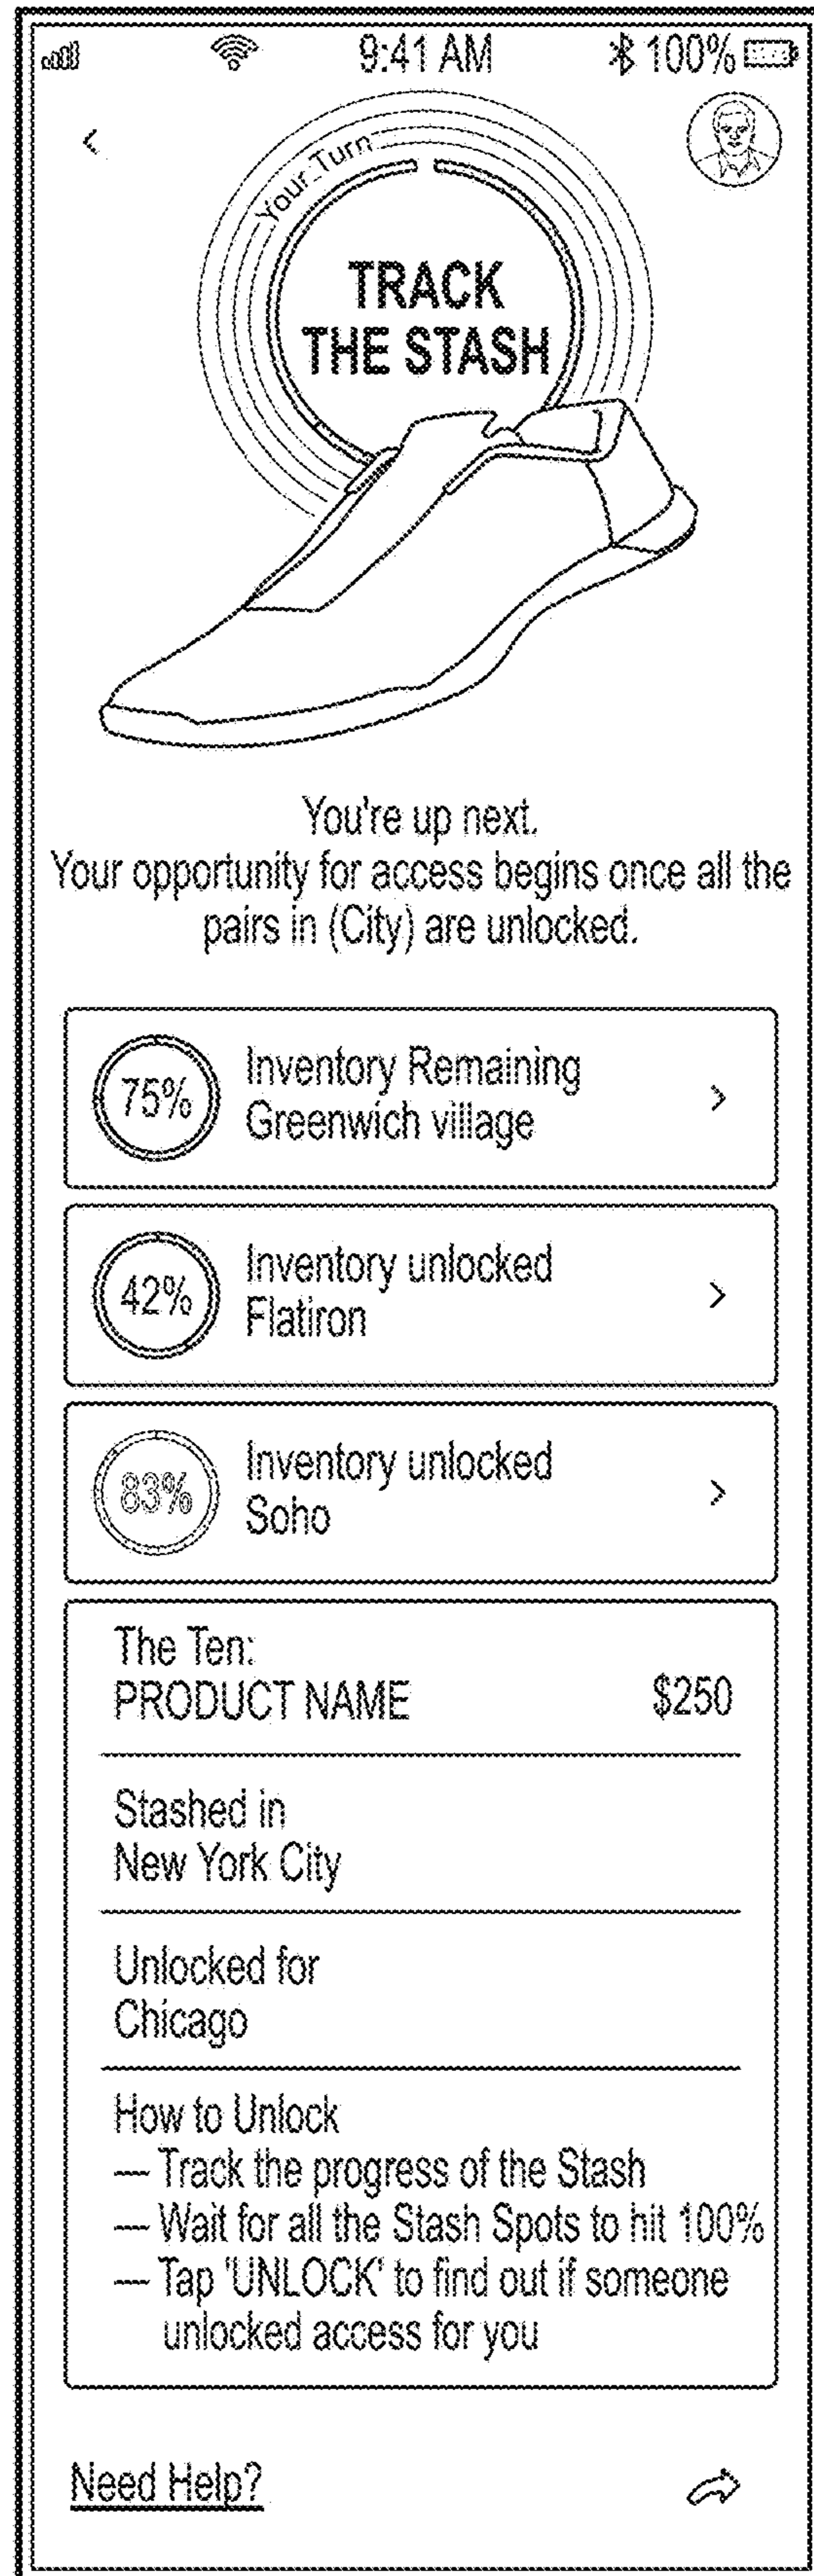 9:41 AM
100%
Your Turn
TRACK
THE STASH
You're up next.
Your opportunity for access begins once all the
pairs in (City) are unlocked.
75%
Inventory Remaining
Greenwich village
42%
Inventory unlocked
Flatiron
83%
Inventory unlocked
Soho
The Ten:
PRODUCT NAME
$250
Stashed in
New York City
Unlocked for
Chicago
How to Unlock
— Track the progress of the Stash
— Wait for all the Stash Spots to hit 100%
— Tap 'UNLOCK' to find out if someone
unlocked access for you
Need Help?